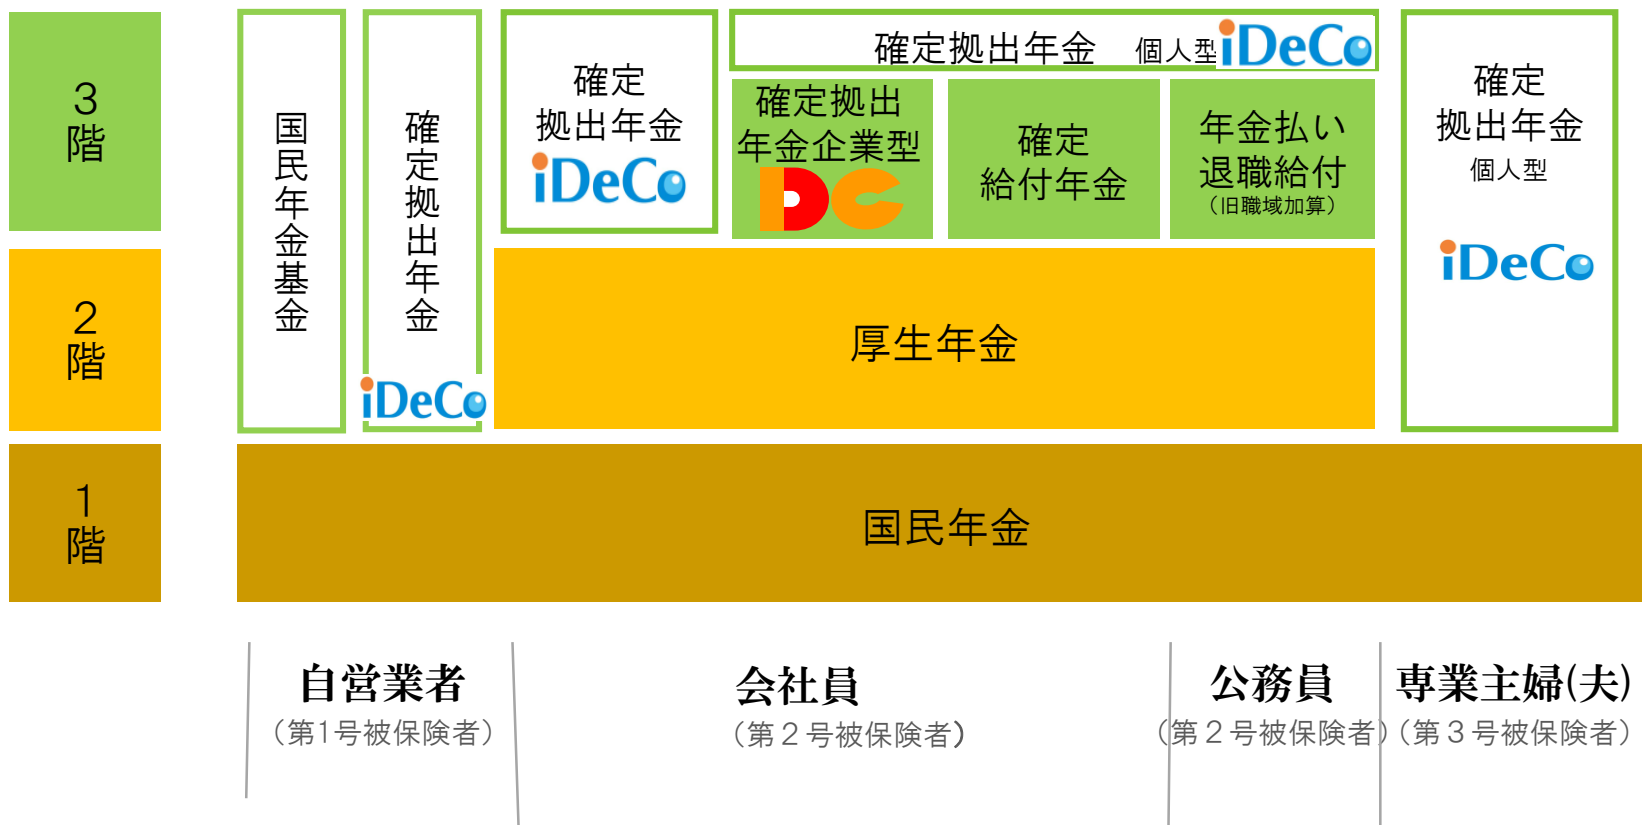 3
階
2
階
1
階
国民年金基金
確定拠出年金
iDeCo
確定
拠出年金
iDeCo
確定拠出年金 個人型 iDeCo
確定拠出
年金企業型
DC
確定
給付年金
年金払い
退職給付
（旧職域加算）
確定
拠出年金
個人型
iDeCo
厚生年金
国民年金
自営業者
（第1号被保険者）
会社員
（第２号被保険者）
公務員
（第２号被保険者）
専業主婦(夫)
（第３号被保険者）